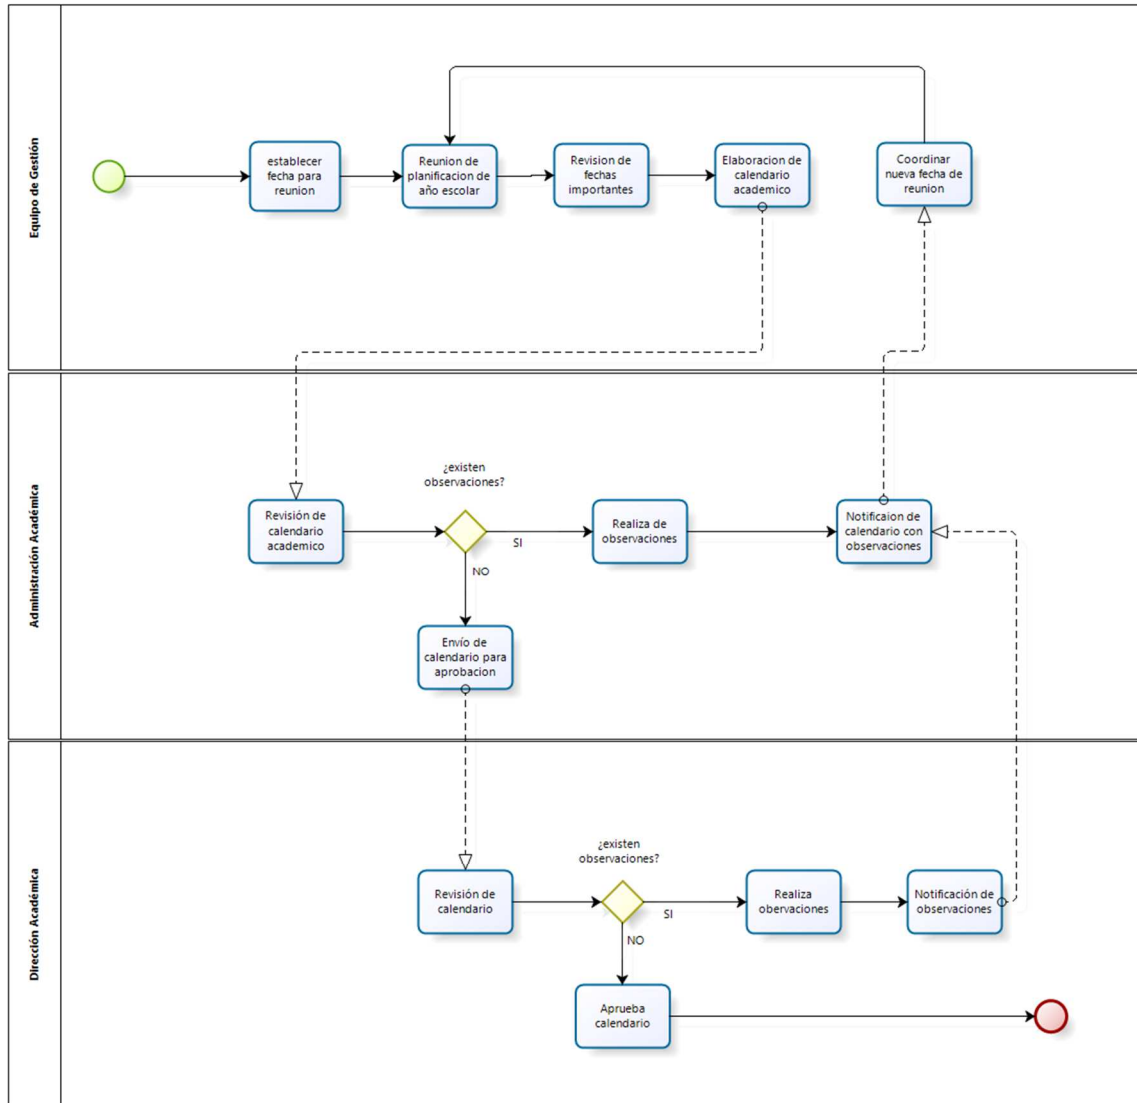 Equipo de Gestión
establecer
fecha para
reunion
Reunion de
planificacion de
año escolar
Revision de
fechas
importantes
Elaboracion de
calendario
academico
Coordinar
nueva fecha de
reunion
Administración Académica
¿existen
observaciones?
Revisión de
calendario
academico
SI
NO
Realiza de
observaciones
Notificaion de
calendario con
observaciones
Envío de
calendario para
aprobacion
Dirección Académica
¿existen
observaciones?
Revisión de
calendario
SI
NO
Realiza
obervaciones
Notificación de
observaciones
Aprueba
calendario